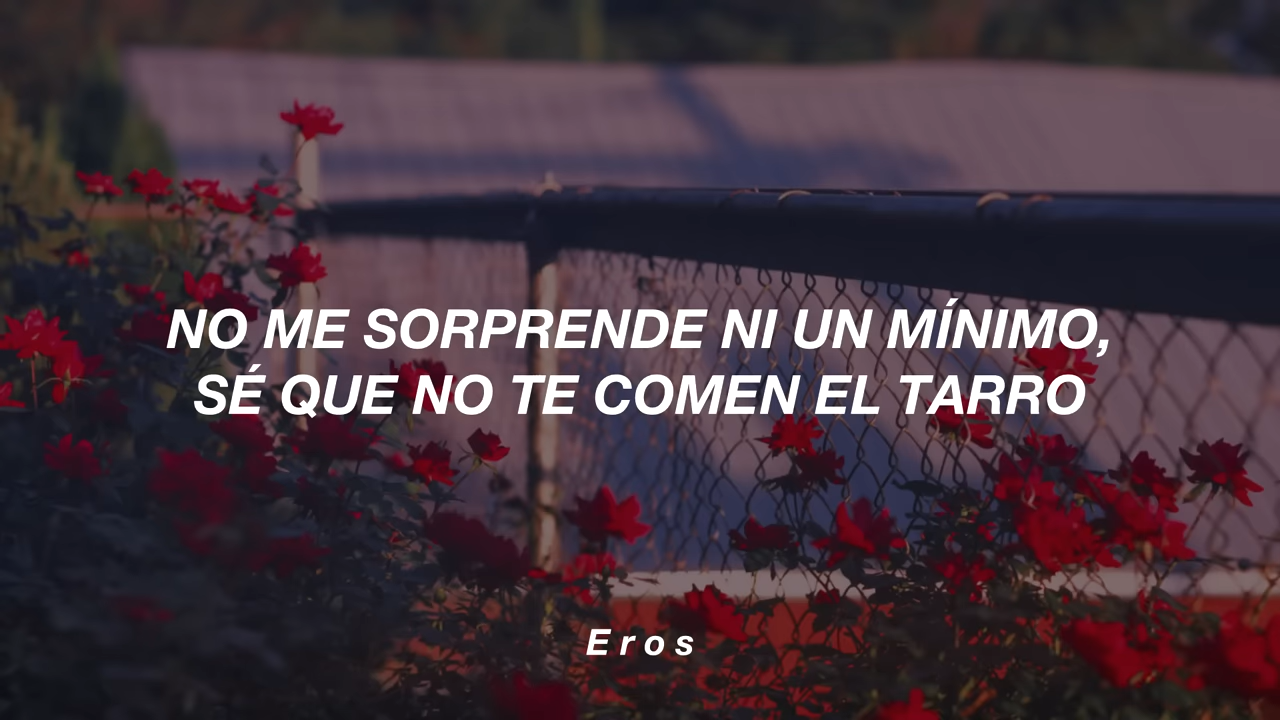 NO ME SORPRENDE NI UN MÍNIMO,
SÉ QUE NO TE COMEN EL TARRO
Eros